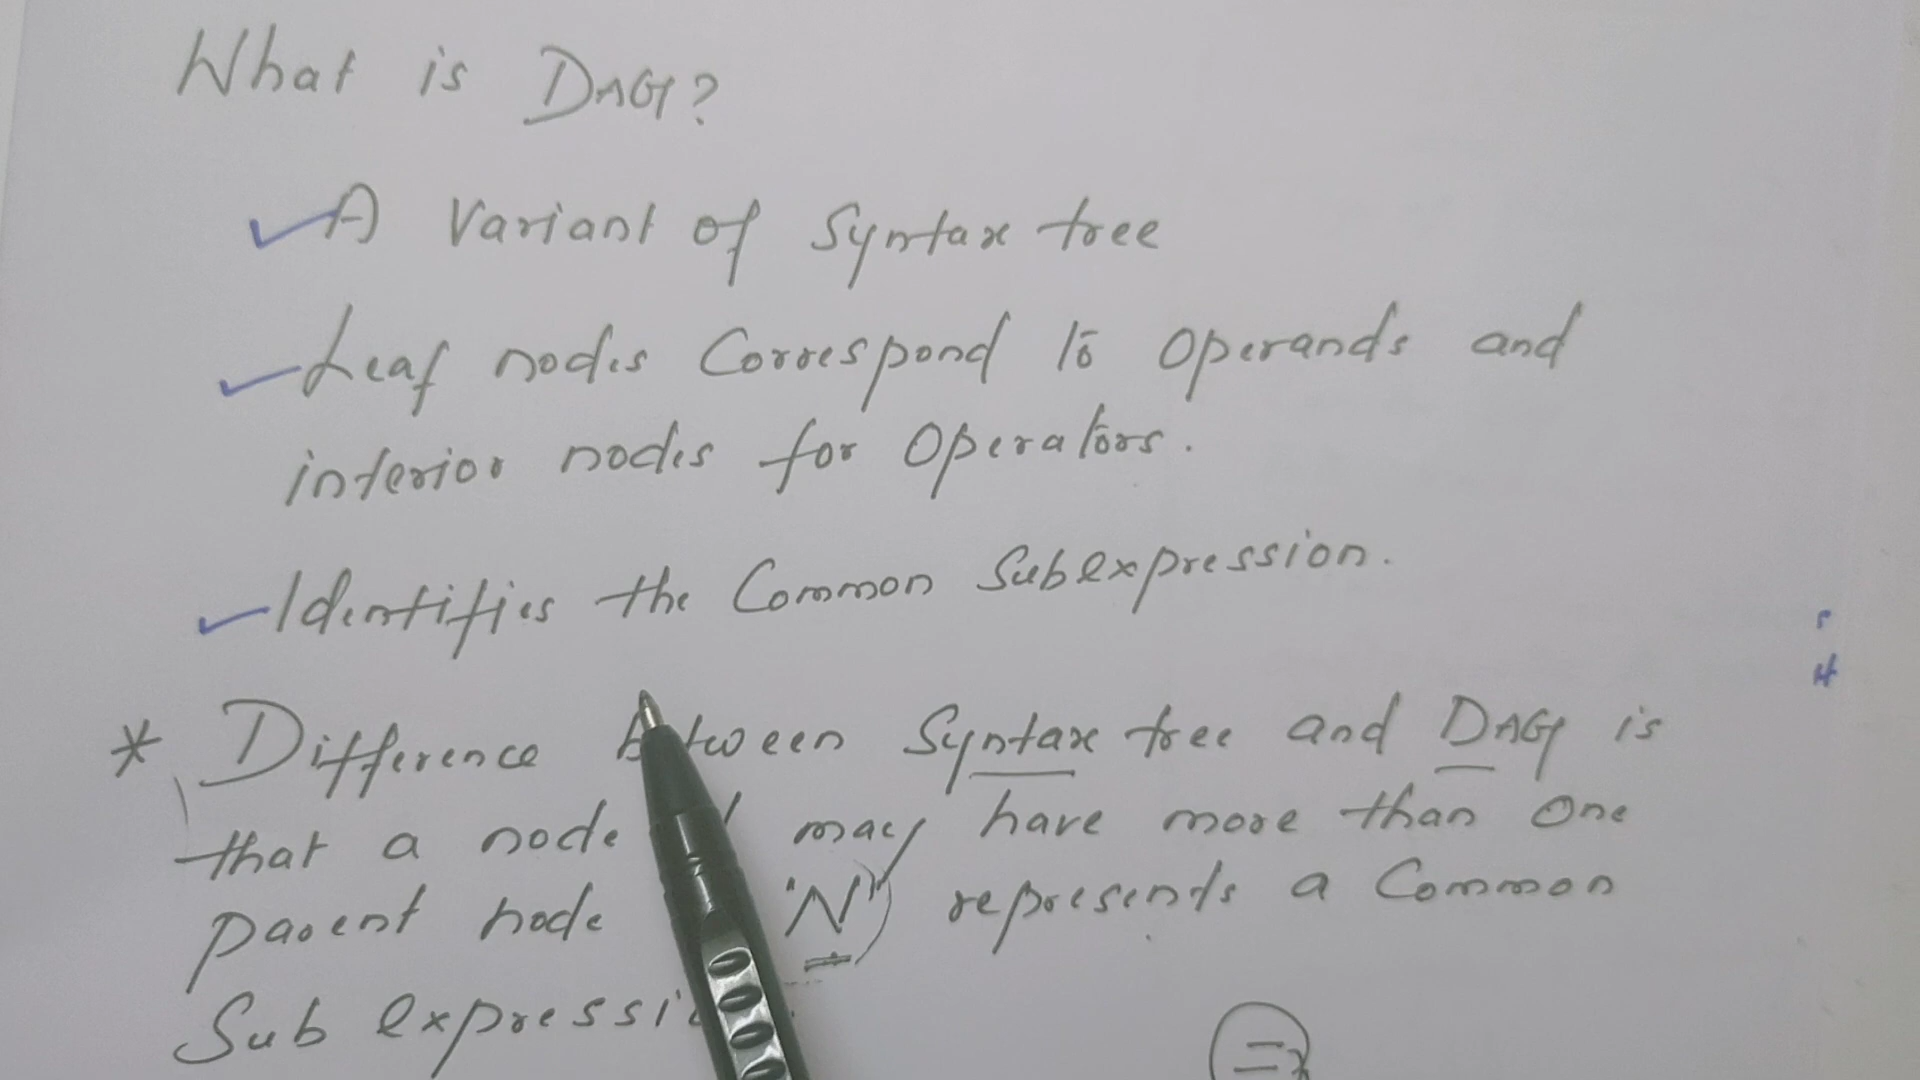 What is DAG?
A Variant of Syntax tree
Leaf nodes Correspond to Operands and
interior nodes for Operators.
Identifies the Common Subexpression.
* Difference between Syntax tree and DAG is
that a node may have more than One
parent node 'N' represents a Common
Sub
=